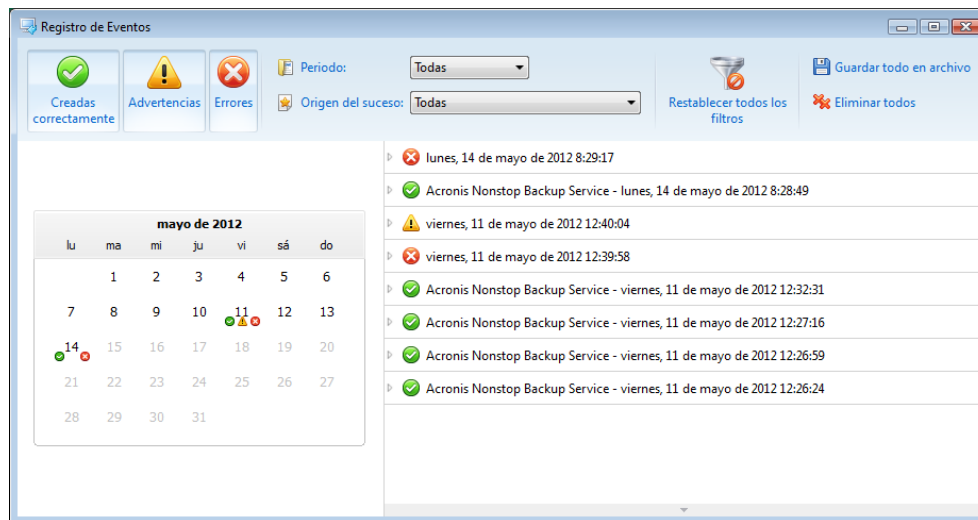 Registro de Eventos
Creadas
correctamente
Advertencias
Errores
Periodo:
Todas
Origen del suceso:
Todas
Restablecer todos los
filtros
Guardar todo en archivo
Eliminar todos
mayo de 2012
lu ma mi ju vi sá do
1 2 3 4 5 6
7 8 9 10 11 12 13
14 15 16 17 18 19 20
21 22 23 24 25 26 27
28 29 30 31
lunes, 14 de mayo de 2012 8:29:17
Acronis Nonstop Backup Service - lunes, 14 de mayo de 2012 8:28:49
viernes, 11 de mayo de 2012 12:40:04
viernes, 11 de mayo de 2012 12:39:58
Acronis Nonstop Backup Service - viernes, 11 de mayo de 2012 12:32:31
Acronis Nonstop Backup Service - viernes, 11 de mayo de 2012 12:27:16
Acronis Nonstop Backup Service - viernes, 11 de mayo de 2012 12:26:59
Acronis Nonstop Backup Service - viernes, 11 de mayo de 2012 12:26:24